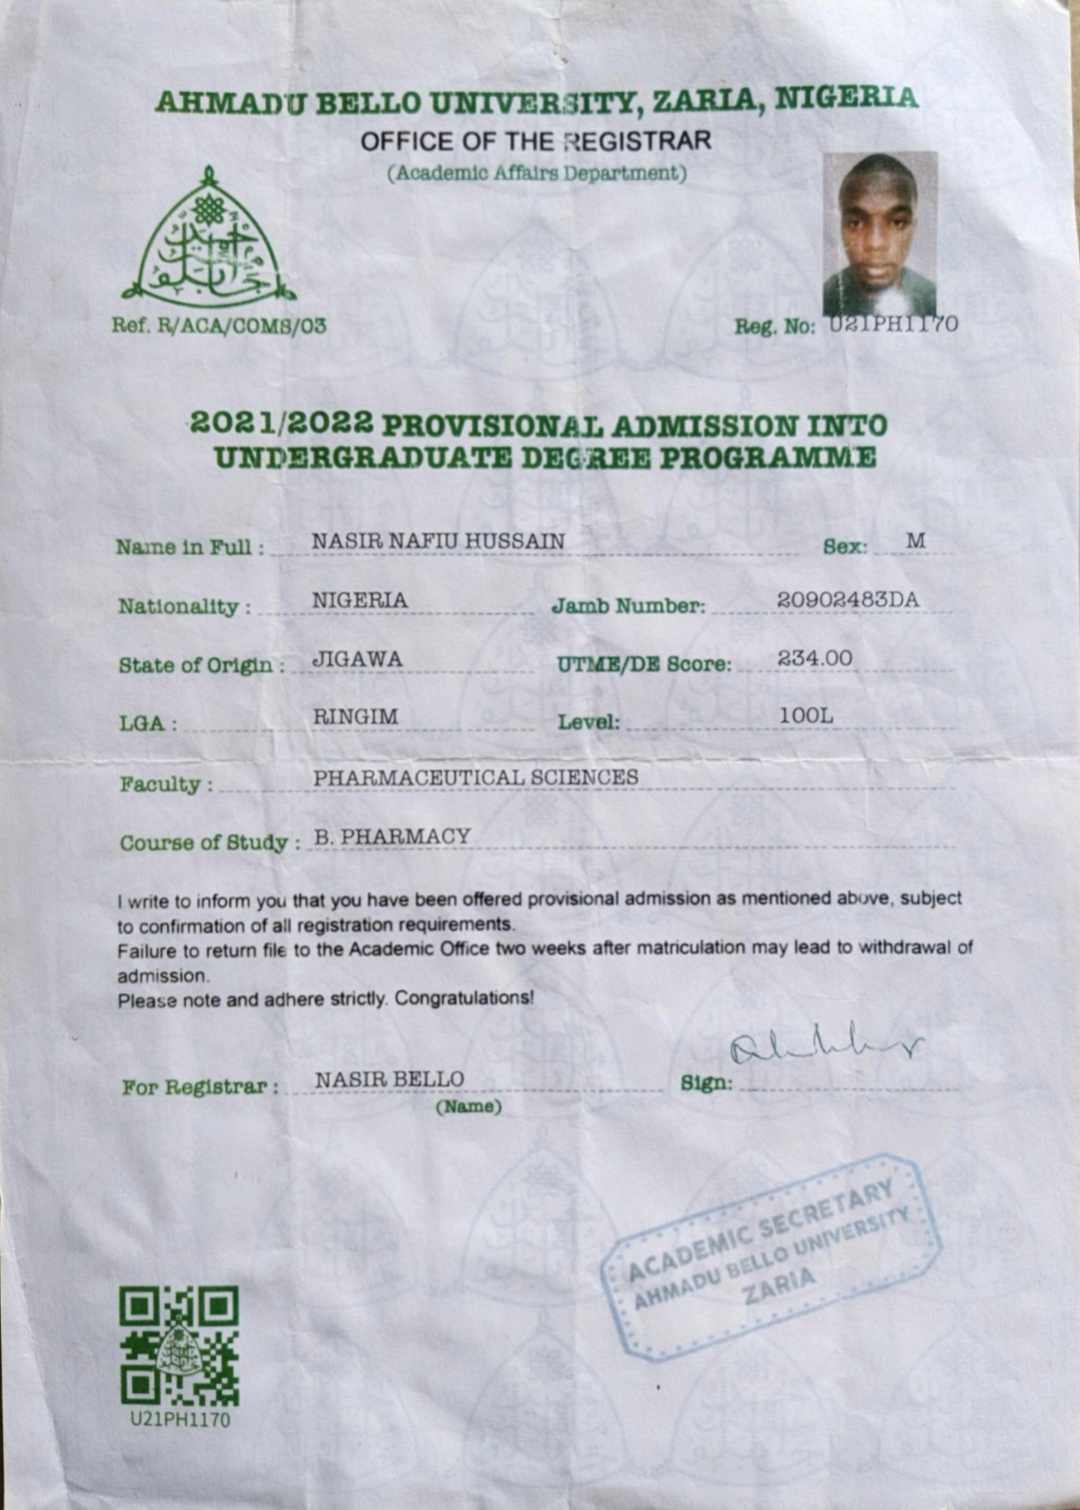 AHMADU BELLO UNIVERSITY, ZARIA, NIGERIA
OFFICE OF THE REGISTRAR
(Academic Affairs Department)
Ref. R/ACA/COMS/03
Reg. No: U21PH1170
2021/2022 PROVISIONAL ADMISSION INTO
UNDERGRADUATE DEGREE PROGRAMME
Name in Full : NASIR NAFIU HUSSAIN Sex: M
Nationality : NIGERIA Jamb Number: 20902483DA
State of Origin : JIGAWA UTME/DE Score: 234.00
LGA : RINGIM Level: 100L
Faculty : PHARMACEUTICAL SCIENCES
Course of Study : B. PHARMACY
I write to inform you that you have been offered provisional admission as mentioned above, subject
to confirmation of all registration requirements.
Failure to return file to the Academic Office two weeks after matriculation may lead to withdrawal of
admission.
Please note and adhere strictly. Congratulations!
For Registrar : NASIR BELLO Sign:
(Name)
ACADEMIC SECRETARY
AHMADU BELLO UNIVERSITY
ZARIA
U21PH1170